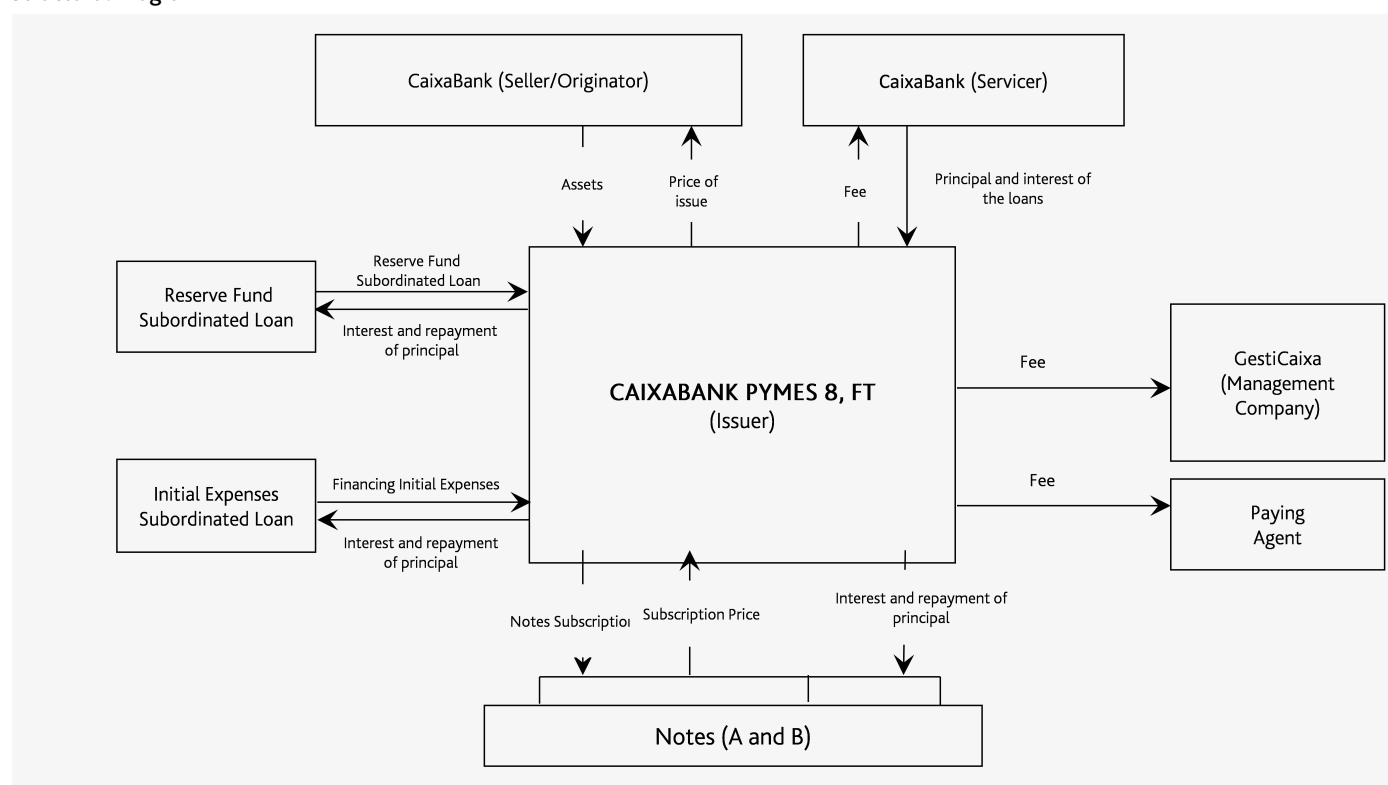 CaixaBank (Seller/Originator)
CaixaBank (Servicer)
Assets
Price of
issue
Fee
Principal and interest of
the loans
Reserve Fund
Subordinated Loan
Reserve Fund
Subordinated Loan
Interest and repayment
of principal
CAIXABANK PYMES 8, FT
(Issuer)
Fee
GestiCaixa
(Management
Company)
Initial Expenses
Subordinated Loan
Financing Initial Expenses
Interest and repayment
of principal
Fee
Paying
Agent
Notes Subscription
Subscription Price
Interest and repayment of
principal
Notes (A and B)